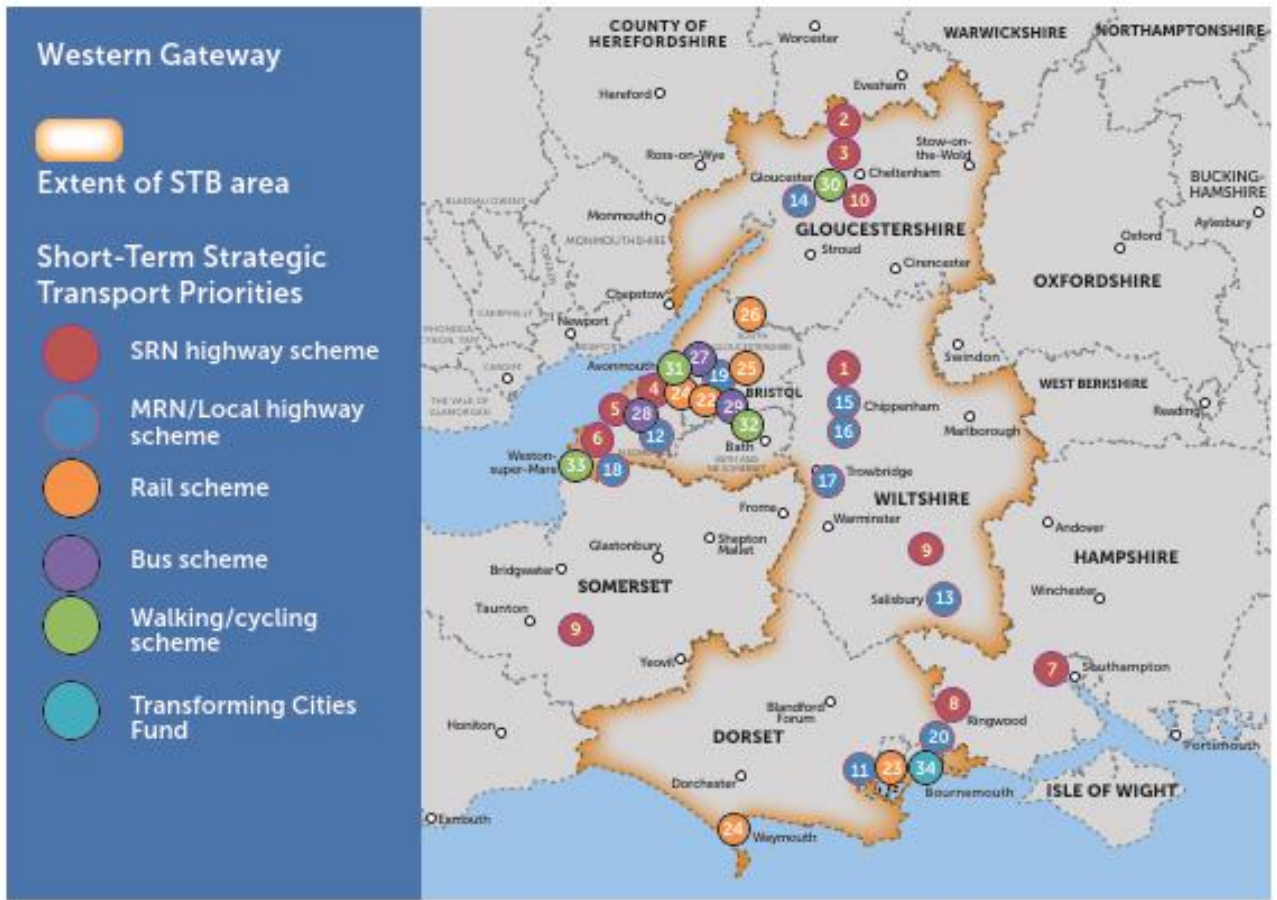 Western Gateway
Extent of STB area
Short-Term Strategic
Transport Priorities
SRN highway scheme
MRN/Local highway
scheme
Rail scheme
Bus scheme
Walking/cycling
scheme
Transforming Cities
Fund
COUNTY OF
HEREFORDSHIRE
Worcester
WARWICKSHIRE
NORTHAMPTONSHIRE
Evesham
Hereford
2
3
Stow-on-
the-Wold
Ross-on-Wye
Gloucester
30
Cheltenham
14
10
BUCKING-
HAMSHIRE
Aylesbury
Monmouth
MONMOUTHSHIRE
GLOUCESTERSHIRE
Stroud
Cirencester
Oxford
OXFORDSHIRE
Chepstow
Newport
26
Swindon
Avonmouth
31
27
19
25
1
BRISTOL
4
24
22
29
5
28
12
32
15
Chippenham
16
Marlborough
WEST BERKSHIRE
Reading
CARDIFF
THE VALE OF
GLAMORGAN
6
Bath
Weston-
super-Mare
33
18
17
Trowbridge
WILTSHIRE
Frome
Warminster
Andover
HAMPSHIRE
Glastonbury
Shepton
Mallet
9
Bridgwater
SOMERSET
Salisbury
13
Winchester
Taunton
9
Yeovil
7
Southampton
Blandford
Forum
8
Ringwood
Honiton
DORSET
20
Portsmouth
Dorchester
11
23
34
Bournemouth
ISLE OF WIGHT
Exmouth
24
Weymouth